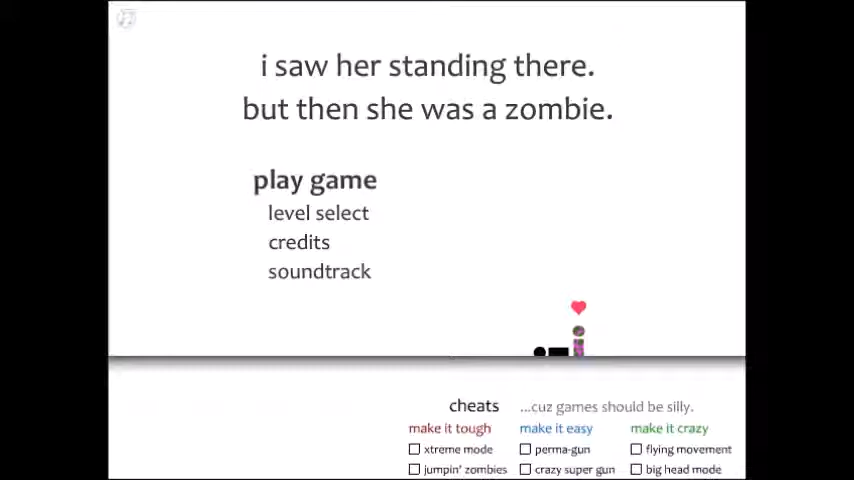 i saw her standing there.
but then she was a zombie.
play game
level select
credits
soundtrack
cheats ...cuz games should be silly.
make it tough make it easy make it crazy
xtreme mode perma-gun flying movement
jumpin' zombies crazy super gun big head mode